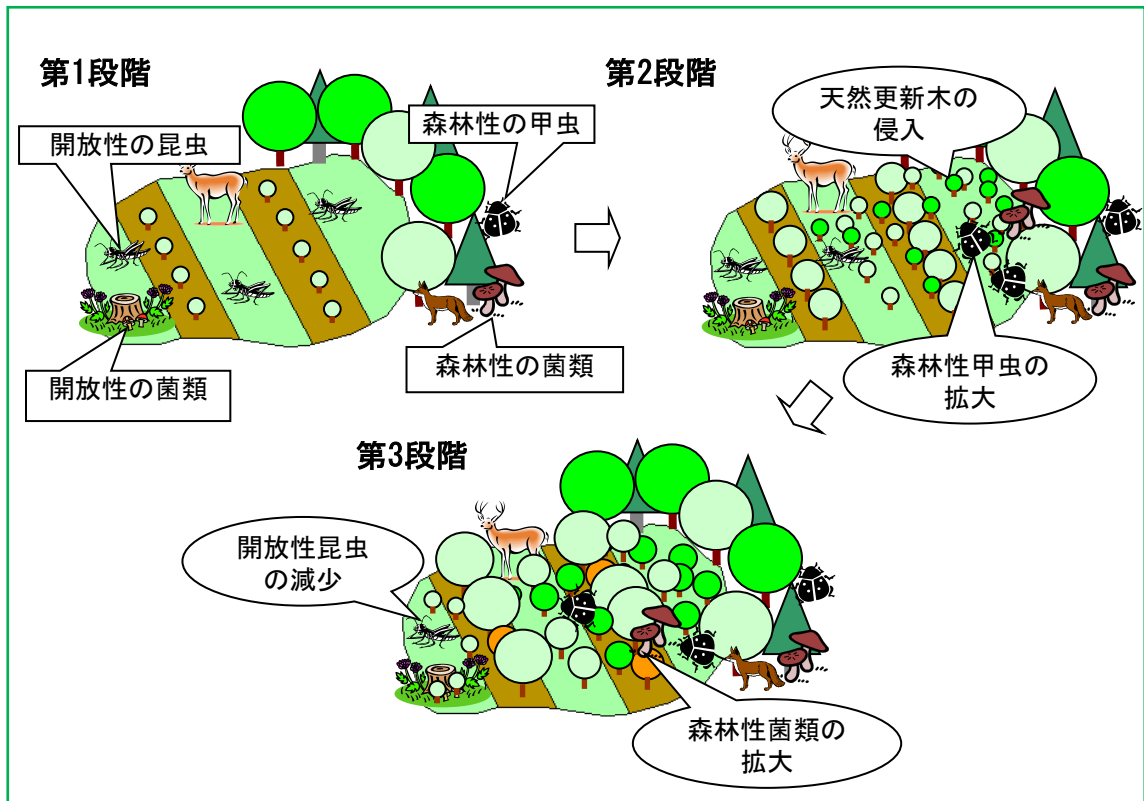 第1段階
開放性の昆虫
森林性の甲虫
開放性の菌類
森林性の菌類
第2段階
天然更新木の
侵入
森林性甲虫の
拡大
第3段階
開放性昆虫
の減少
森林性菌類の
拡大